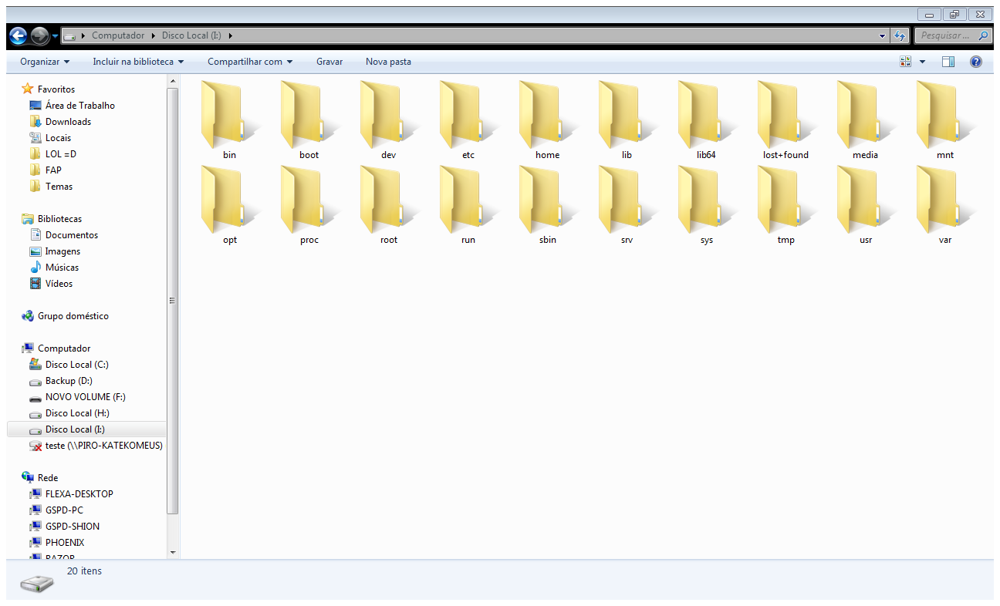 Computador Disco Local (I:)
Pesquisar ...
Organizar Incluir na biblioteca Compartilhar com Gravar Nova pasta
Favoritos
Área de Trabalho
Downloads
Locais
LOL =D
FAP
Temas
Bibliotecas
Documentos
Imagens
Músicas
Vídeos
Grupo doméstico
Computador
Disco Local (C:)
Backup (D:)
NOVO VOLUME (F:)
Disco Local (H:)
Disco Local (I:)
teste (\\PIRO-KATEKOMEUS)
Rede
FLEXA-DESKTOP
GSPD-PC
GSPD-SHION
PHOENIX
RAZOR
bin boot dev etc home lib lib64 lost+found media mnt
opt proc root run sbin srv sys tmp usr var
20 itens